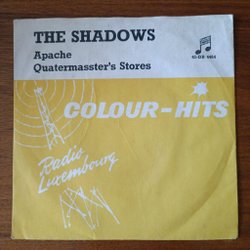 THE SHADOWS
Apache
Quatermasster's Stores
COLOUR-HITS
Radio
Luxembourg